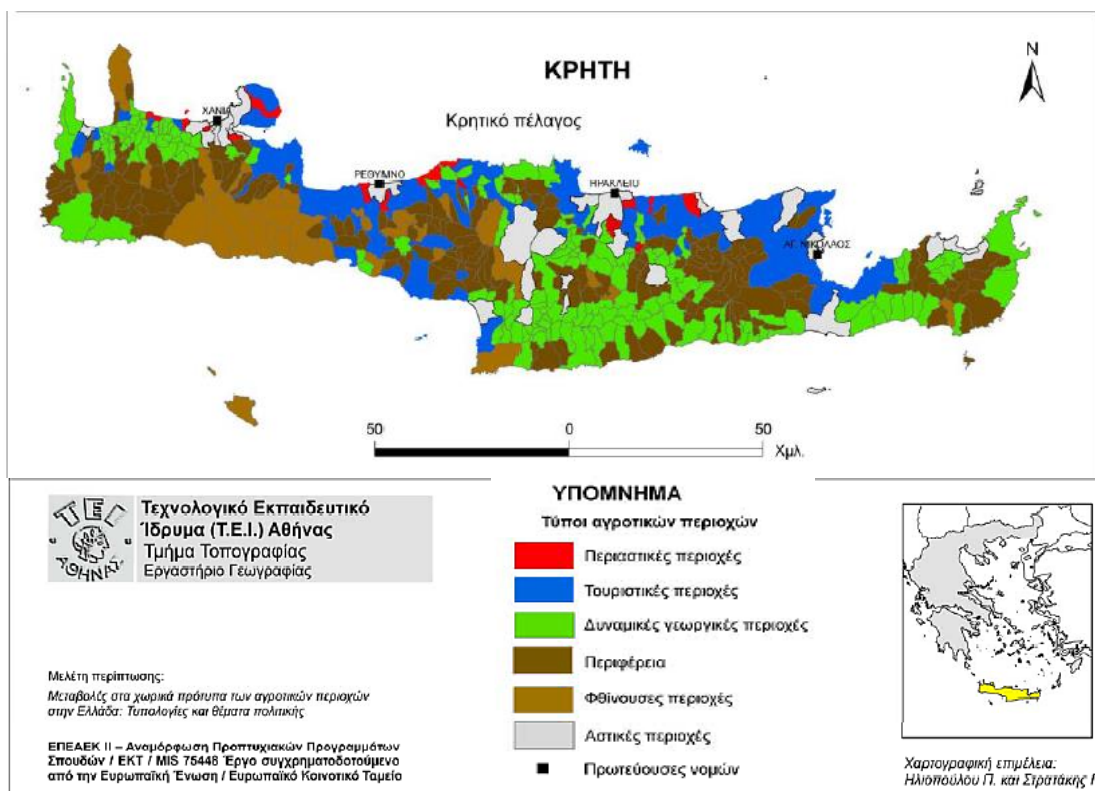 ΚΡΗΤΗ
N
Κρητικό πέλαγος
ΧΑΝΙΑ
ΡΕΘΥΜΝΟ
ΗΡΑΚΛΕΙΟ
ΑΓ. ΝΙΚΟΛΑΟΣ
50 0 50
Χμλ.
ΤΕΙ
ΑΘΗΝΑΣ
Τεχνολογικό Εκπαιδευτικό
Ίδρυμα (Τ.Ε.Ι.) Αθήνας
Τμήμα Τοπογραφίας
Εργαστήριο Γεωγραφίας
Μελέτη περίπτωσης:
Μεταβολές στα χωρικά πρότυπα των αγροτικών περιοχών
στην Ελλάδα: Τυπολογίες και θέματα πολιτικής
ΕΠΕΑΕΚ ΙΙ – Αναμόρφωση Προπτυχιακών Προγραμμάτων
Σπουδών / ΕΚΤ / MIS 75448 Έργο συγχρηματοδοτούμενο
από την Ευρωπαϊκή Ένωση / Ευρωπαϊκό Κοινοτικό Ταμείο
ΥΠΟΜΝΗΜΑ
Τύποι αγροτικών περιοχών
Περιαστικές περιοχές
Τουριστικές περιοχές
Δυναμικές γεωργικές περιοχές
Περιφέρεια
Φθίνουσες περιοχές
Αστικές περιοχές
Πρωτεύουσες νομών
Χαρτογραφική επιμέλεια:
Ηλιοπούλου Π. και Στρατάκης